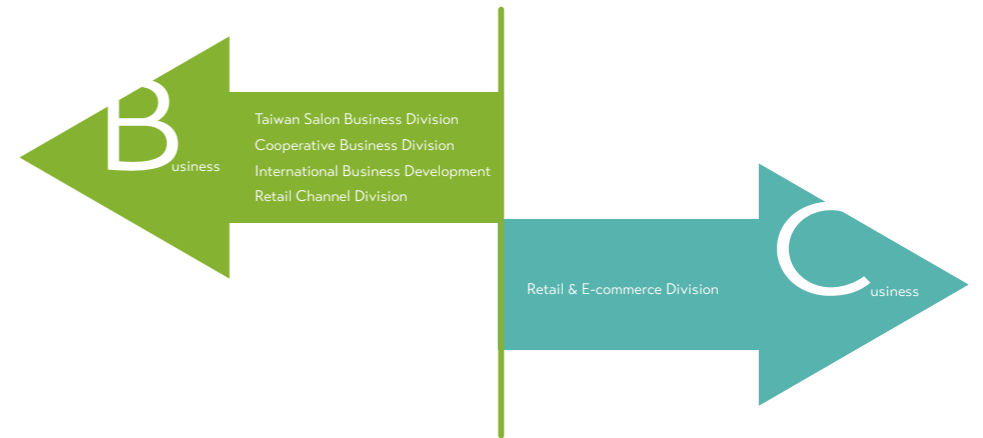 Business
Taiwan Salon Business Division
Cooperative Business Division
International Business Development
Retail Channel Division
Retail & E-commerce Division
Cusiness